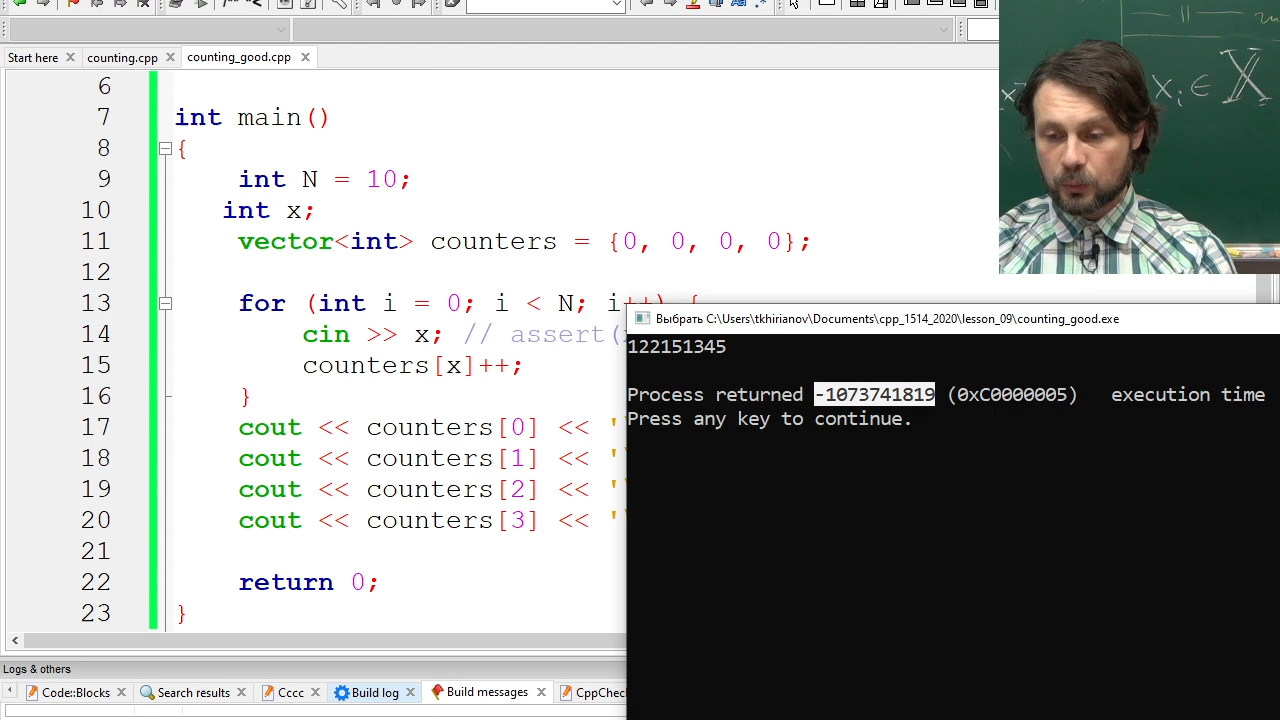 Start here
counting.cpp
counting_good.cpp
6
7 int main()
8 {
9 int N = 10;
10 int x;
11 vector<int> counters = {0, 0, 0, 0};
12
13 for (int i = 0; i < N; i++) {
14 cin >> x; // assert(
15 counters[x]++;
16 }
17 cout << counters[0] << '
18 cout << counters[1] << '
19 cout << counters[2] << '
20 cout << counters[3] << '
21
22 return 0;
23 }
x
x i ∈ X
Выбрать C:\Users\tkhirianov\Documents\cpp_1514_2020\lesson_09\counting_good.exe
122151345
Process returned -1073741819 (0xC0000005) execution time
Press any key to continue.
Logs & others
Code::Blocks
Search results
Cccc
Build log
Build messages
CppChec